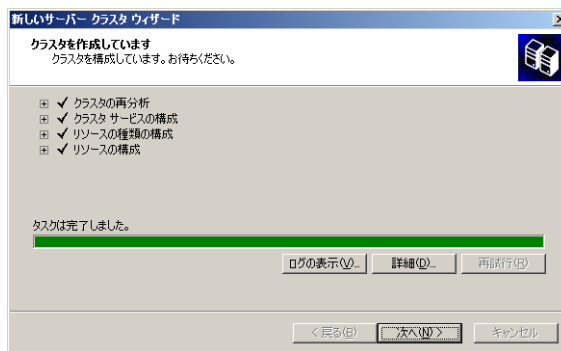 新しいサーバー クラスタ ウィザード
クラスタを作成しています
クラスタを構成しています。お待ちください。
クラスタの再分析
クラスタ サービスの構成
リソースの種類の構成
リソースの構成
タスクは完了しました。
ログの表示(V)... 詳細(D)... 再試行(R)
< 戻る(B) 次へ(N) > キャンセル